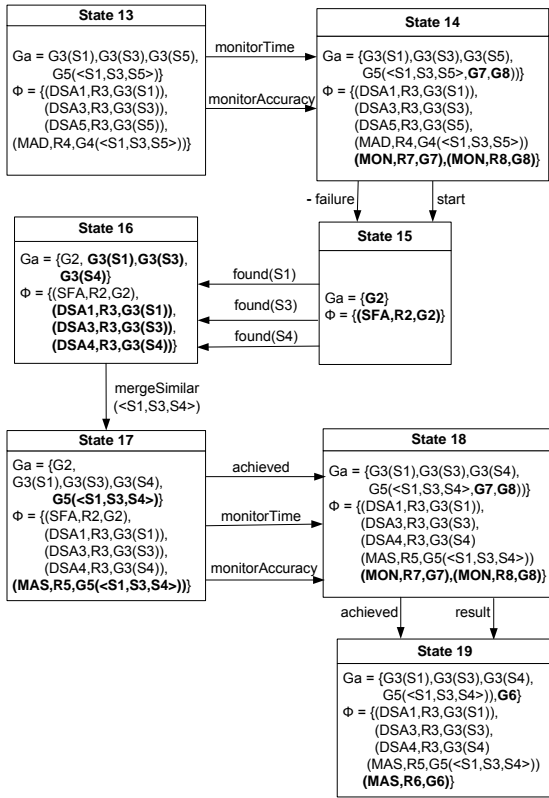 State 13
Ga = G3(S1),G3(S3),G3(S5),
G5(<S1,S3,S5>)}
Φ = {(DSA1,R3,G3(S1)),
(DSA3,R3,G3(S3)),
(DSA5,R3,G3(S5)),
(MAD,R4,G4(<S1,S3,S5>))}
monitorTime
monitorAccuracy
State 14
Ga = {G3(S1),G3(S3),G3(S5),
G5(<S1,S3,S5>,G7,G8))}
Φ = {(DSA1,R3,G3(S1)),
(DSA3,R3,G3(S3),
(DSA5,R3,G3(S5),
(MAD,R4,G4(<S1,S3,S5>))
(MON,R7,G7),(MON,R8,G8)}
- failure
start
State 15
Ga = {G2}
Φ = {(SFA,R2,G2)}
found(S1)
found(S3)
found(S4)
State 16
Ga = {G2, G3(S1),G3(S3),
G3(S4)}
Φ = {(SFA,R2,G2),
(DSA1,R3,G3(S1)),
(DSA3,R3,G3(S3)),
(DSA4,R3,G3(S4))}
mergeSimilar
(<S1,S3,S4>)
State 17
Ga = {G2,
G3(S1),G3(S3),G3(S4),
G5(<S1,S3,S4>)}
Φ = {(SFA,R2,G2),
(DSA1,R3,G3(S1)),
(DSA3,R3,G3(S3)),
(DSA4,R3,G3(S4)),
(MAS,R5,G5(<S1,S3,S4>))}
achieved
monitorTime
monitorAccuracy
State 18
Ga = {G3(S1),G3(S3),G3(S4),
G5(<S1,S3,S4>,G7,G8))}
Φ = {(DSA1,R3,G3(S1)),
(DSA3,R3,G3(S3),
(DSA4,R3,G3(S4)
(MAS,R5,G5(<S1,S3,S4>))
(MON,R7,G7),(MON,R8,G8)}
achieved
result
State 19
Ga = {G3(S1),G3(S3),G3(S4),
G5(<S1,S3,S4>)),G6}
Φ = {(DSA1,R3,G3(S1)),
(DSA3,R3,G3(S3),
(DSA4,R3,G3(S4)
(MAS,R5,G5(<S1,S3,S4>))
(MAS,R6,G6)}